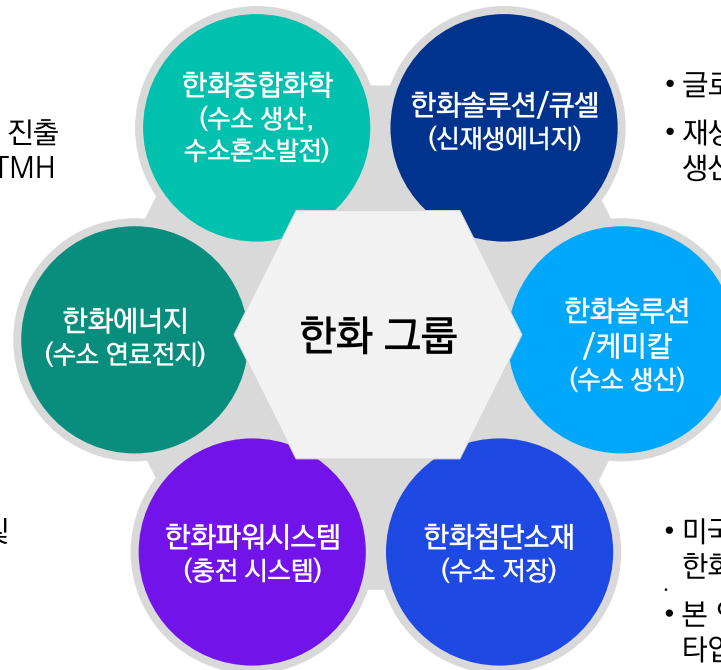 한화종합화학
(수소 생산,
수소혼소발전)
한화솔루션/큐셀
(신재생에너지)
• 글로
• 재생
생산
진출
TMH
한화에너지
(수소 연료전지)
한화 그룹
한화솔루션
/케미칼
(수소 생산)
및
한화파워시스템
(충전 시스템)
한화첨단소재
(수소 저장)
• 미국
한화
• 본
타입